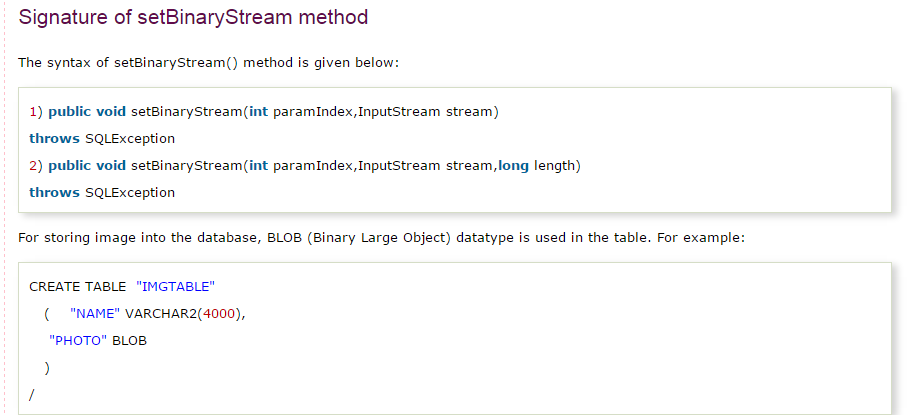 Signature of setBinaryStream method
The syntax of setBinaryStream() method is given below:
1) public void setBinaryStream(int paramIndex,InputStream stream)
throws SQLException
2) public void setBinaryStream(int paramIndex,InputStream stream,long length)
throws SQLException
For storing image into the database, BLOB (Binary Large Object) datatype is used in the table. For example:
CREATE TABLE  "IMGTABLE"
(    "NAME" VARCHAR2(4000),
"PHOTO" BLOB
)
/